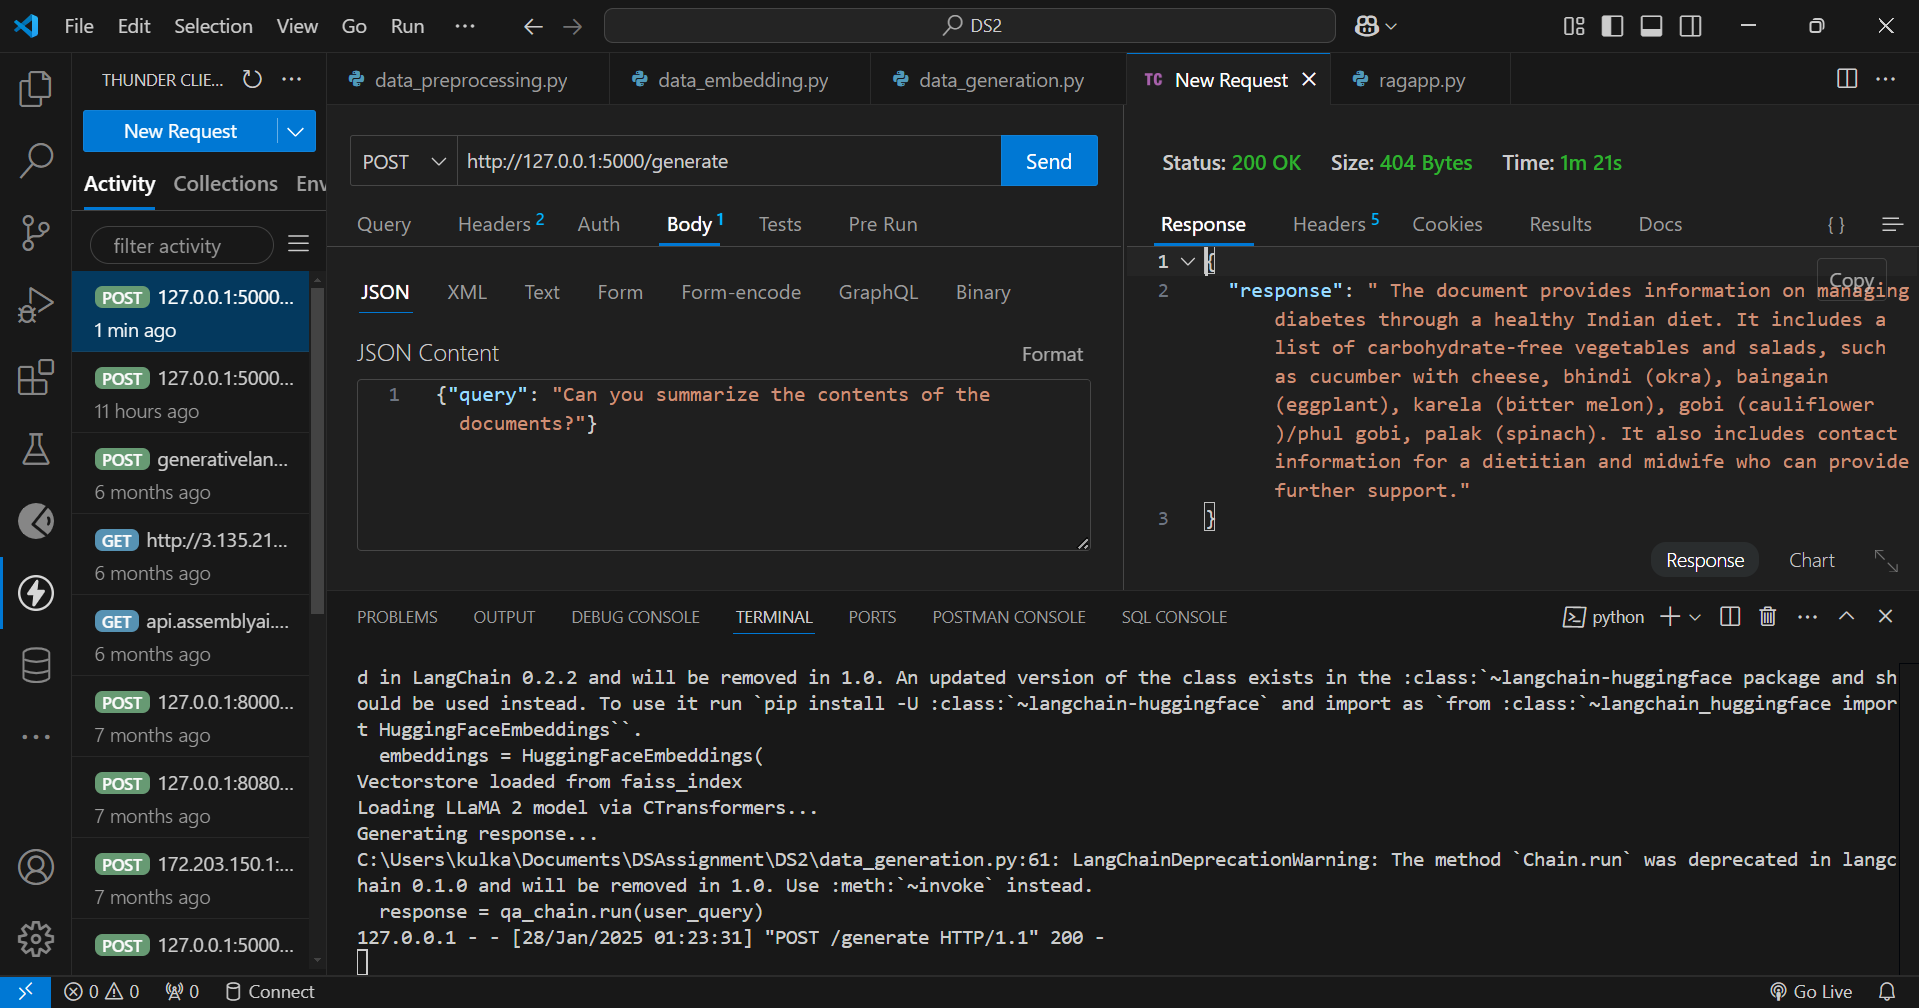 File Edit Selection View Go Run ··· DS2
THUNDER CLIE... ···
New Request
Activity Collections Env
filter activity
POST 127.0.0.1:5000...
1 min ago
POST 127.0.0.1:5000...
11 hours ago
POST generativelan...
6 months ago
GET http://3.135.21...
6 months ago
GET api.assemblyai....
6 months ago
POST 127.0.0.1:8000...
7 months ago
POST 127.0.0.1:8080...
7 months ago
POST 172.203.150.1:...
7 months ago
POST 127.0.0.1:5000...
data_preprocessing.py data_embedding.py data_generation.py TC New Request ragapp.py
POST http://127.0.0.1:5000/generate Send
Query Headers 2 Auth Body 1 Tests Pre Run
JSON XML Text Form Form-encode GraphQL Binary
JSON Content Format
1 {"query": "Can you summarize the contents of the
documents?"}
Status: 200 OK Size: 404 Bytes Time: 1m 21s
Response Headers 5 Cookies Results Docs { }
1 {
Copy
2 "response": " The document provides information on managing
diabetes through a healthy Indian diet. It includes a
list of carbohydrate-free vegetables and salads, such
as cucumber with cheese, bhindi (okra), baingain
(eggplant), karela (bitter melon), gobi (cauliflower
)/phul gobi, palak (spinach). It also includes contact
information for a dietitian and midwife who can provide
further support."
3 }
Response Chart
PROBLEMS OUTPUT DEBUG CONSOLE TERMINAL PORTS POSTMAN CONSOLE SQL CONSOLE python
d in LangChain 0.2.2 and will be removed in 1.0. An updated version of the class exists in the :class:`~langchain-huggingface package and sh
ould be used instead. To use it run `pip install -U :class:`~langchain-huggingface` and import as `from :class:`~langchain_huggingface impor
t HuggingFaceEmbeddings``.
embeddings = HuggingFaceEmbeddings(
Vectorstore loaded from faiss_index
Loading LLaMA 2 model via CTransformers...
Generating response...
C:\Users\kulka\Documents\DSAssignment\DS2\data_generation.py:61: LangChainDeprecationWarning: The method `Chain.run` was deprecated in langc
hain 0.1.0 and will be removed in 1.0. Use :meth:`~invoke` instead.
response = qa_chain.run(user_query)
127.0.0.1 - - [28/Jan/2025 01:23:31] "POST /generate HTTP/1.1" 200 -
0 0 0 Connect Go Live